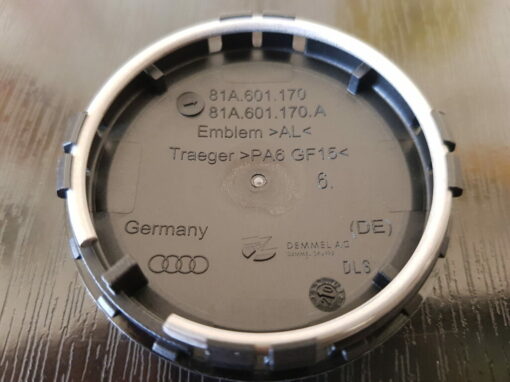 81A.601.170
81A.601.170.A
Emblem >AL<
Traeger >PA6 GF15<
6.
Germany
(DE)
DEMMEL AG
DLS